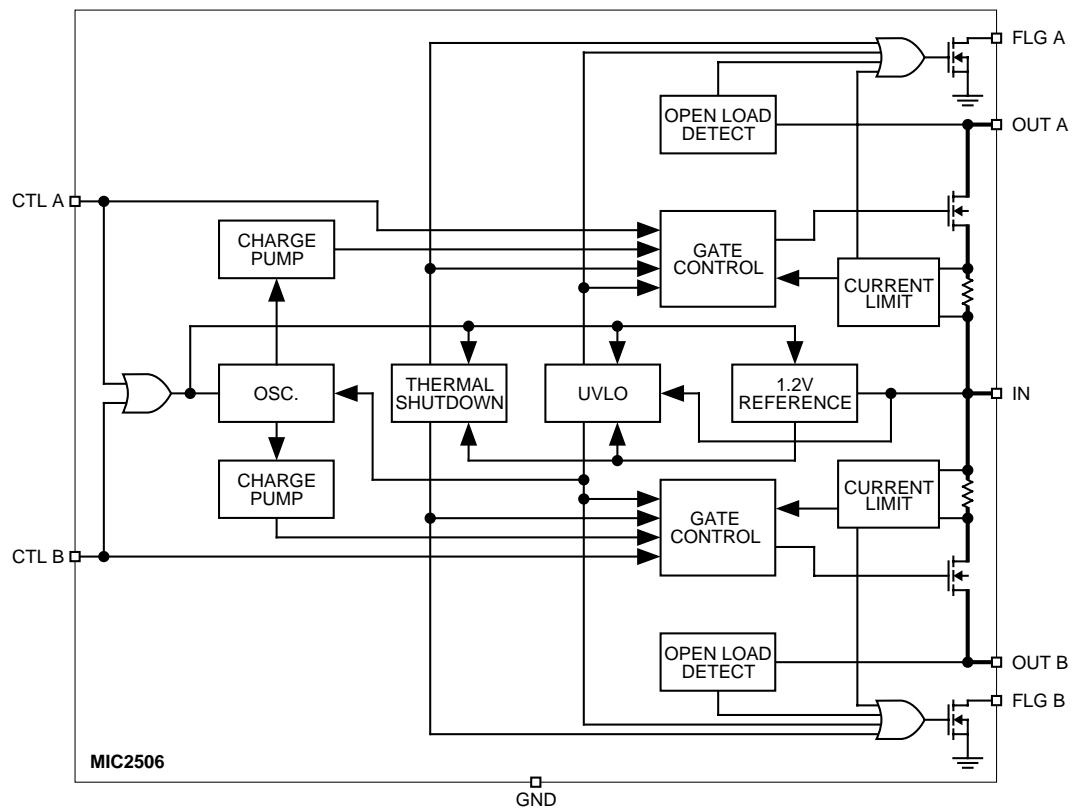 FLG A
OPEN LOAD
DETECT
OUT A
CTL A
CHARGE
PUMP
GATE
CONTROL
CURRENT
LIMIT
OSC.
THERMAL
SHUTDOWN
UVLO
1.2V
REFERENCE
IN
CHARGE
PUMP
GATE
CONTROL
CURRENT
LIMIT
CTL B
OPEN LOAD
DETECT
OUT B
FLG B
MIC2506
GND